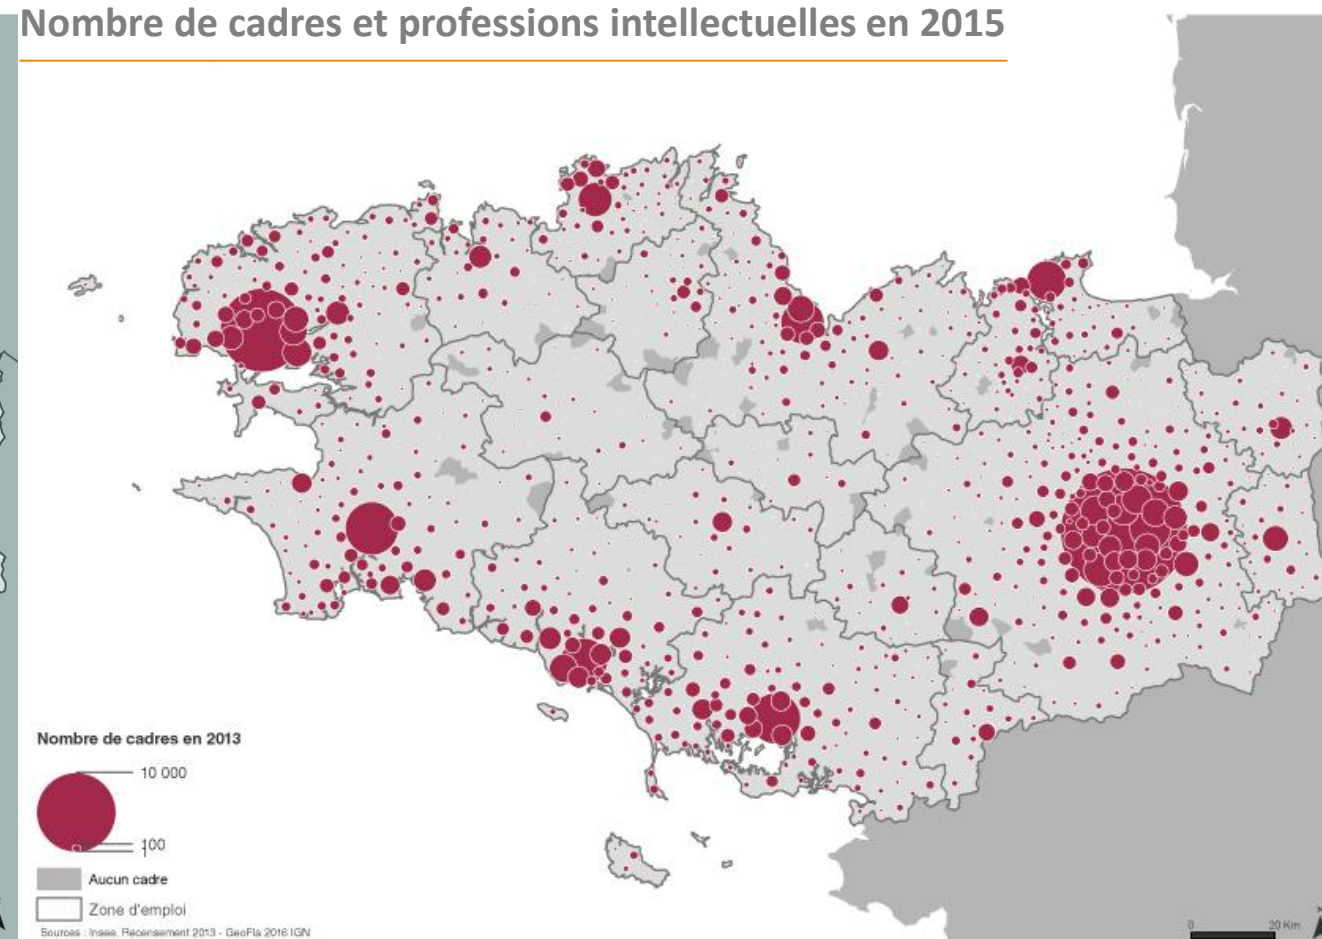 Nombre de cadres et professions intellectuelles en 2015
Nombre de cadres en 2013
10 000
100
1
Aucun cadre
Zone d'emploi
Sources : Insee, Recensement 2013 - GeoFla 2016 IGN
0 20 Km